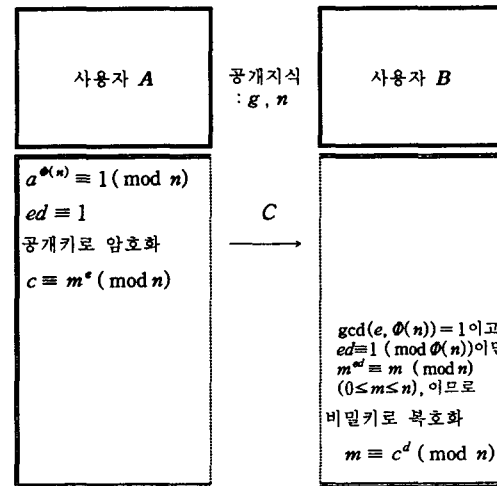 사용자 A
공개지식
: g , n
사용자 B
a^Φ(n) ≡ 1 ( mod n)
ed ≡ 1
공개키로 암호화
c ≡ m^e ( mod n)
C
gcd(e, Φ(n)) = 1이고
ed≡1 ( mod Φ(n))이
m^ed ≡ m ( mod n)
(0≤m≤n), 이므로
비밀키로 복호화
m ≡ c^d ( mod n)